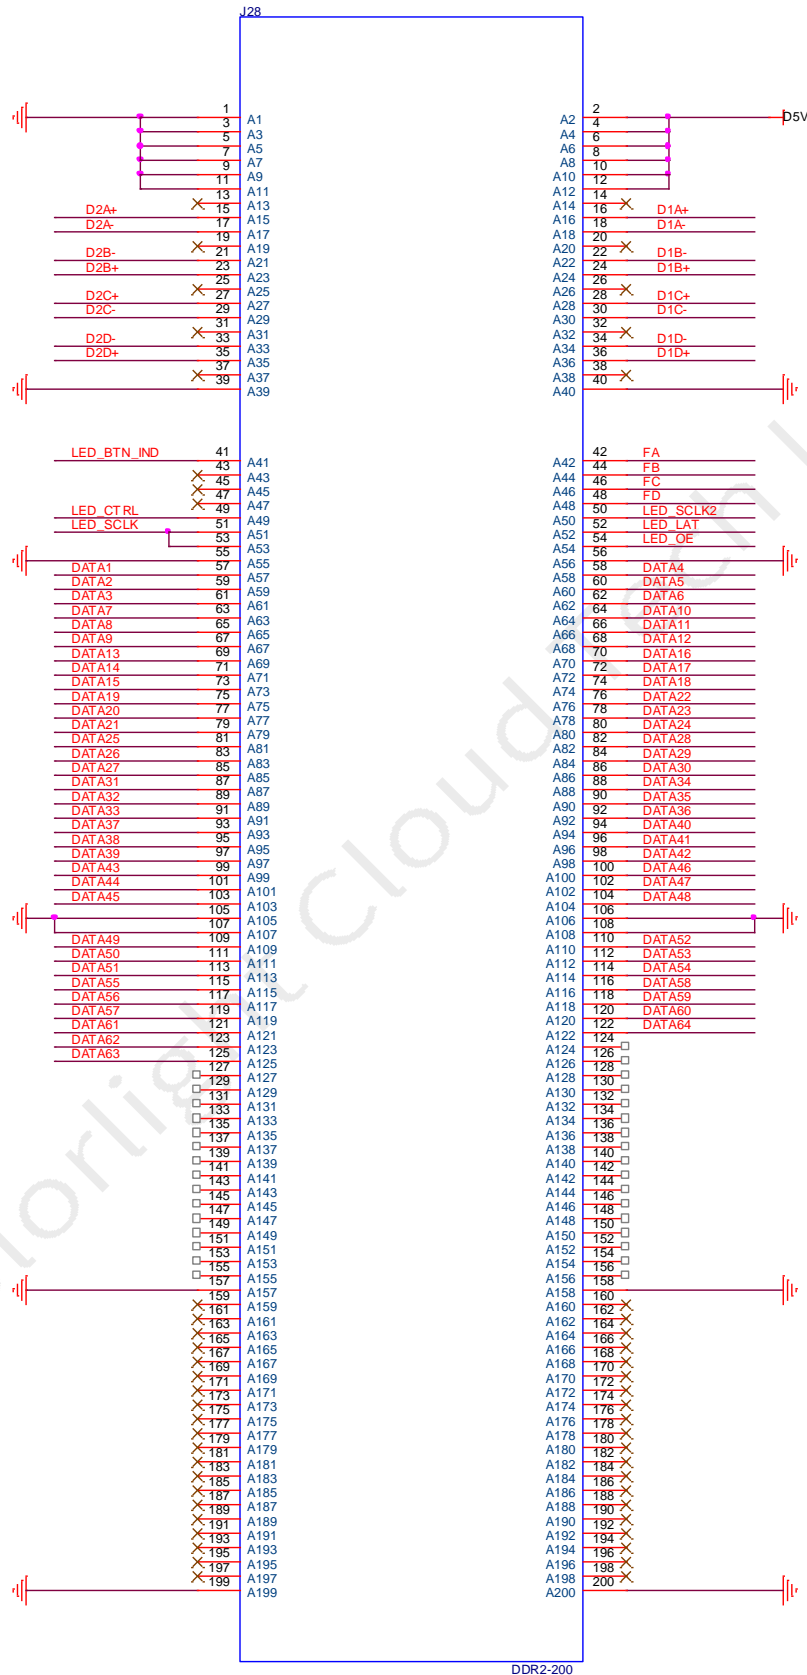 J28
1 A1 A2 2 D5V
3 A3 A4 4
5 A5 A6 6
7 A7 A8 8
9 A9 A10 10
11 A11 A12 12
13 A13 A14 14
D2A+ 15 A15 A16 16 D1A+
D2A- 17 A17 A18 18 D1A-
19 A19 A20 20
D2B- 21 A21 A22 22 D1B-
D2B+ 23 A23 A24 24 D1B+
25 A25 A26 26
D2C+ 27 A27 A28 28 D1C+
D2C- 29 A29 A30 30 D1C-
31 A31 A32 32
D2D- 33 A33 A34 34 D1D-
D2D+ 35 A35 A36 36 D1D+
37 A37 A38 38
39 A39 A40 40
LED_BTN_IND 41 A41 A42 42 FA
43 A43 A44 44 FB
45 A45 A46 46 FC
47 A47 A48 48 FD
LED_CTRL 49 A49 A50 50 LED_SCLK2
LED_SCLK 51 A51 A52 52 LED_LAT
53 A53 A54 54 LED_OE
55 A55 A56 56
DATA1 57 A57 A58 58 DATA4
DATA2 59 A59 A60 60 DATA5
DATA3 61 A61 A62 62 DATA6
DATA7 63 A63 A64 64 DATA10
DATA8 65 A65 A66 66 DATA11
DATA9 67 A67 A68 68 DATA12
DATA13 69 A69 A70 70 DATA16
DATA14 71 A71 A72 72 DATA17
DATA15 73 A73 A74 74 DATA18
DATA19 75 A75 A76 76 DATA22
DATA20 77 A77 A78 78 DATA23
DATA21 79 A79 A80 80 DATA24
DATA25 81 A81 A82 82 DATA28
DATA26 83 A83 A84 84 DATA29
DATA27 85 A85 A86 86 DATA30
DATA31 87 A87 A88 88 DATA34
DATA32 89 A89 A90 90 DATA35
DATA33 91 A91 A92 92 DATA36
DATA37 93 A93 A94 94 DATA40
DATA38 95 A95 A96 96 DATA41
DATA39 97 A97 A98 98 DATA42
DATA43 99 A99 A100 100 DATA46
DATA44 101 A101 A102 102 DATA47
DATA45 103 A103 A104 104 DATA48
105 A105 A106 106
107 A107 A108 108
DATA49 109 A109 A110 110 DATA52
DATA50 111 A111 A112 112 DATA53
DATA51 113 A113 A114 114 DATA54
DATA55 115 A115 A116 116 DATA58
DATA56 117 A117 A118 118 DATA59
DATA57 119 A119 A120 120 DATA60
DATA61 121 A121 A122 122 DATA64
DATA62 123 A123 A124 124
DATA63 125 A125 A126 126
127 A127 A128 128
129 A129 A130 130
131 A131 A132 132
133 A133 A134 134
135 A135 A136 136
137 A137 A138 138
139 A139 A140 140
141 A141 A142 142
143 A143 A144 144
145 A145 A146 146
147 A147 A148 148
149 A149 A150 150
151 A151 A152 152
153 A153 A154 154
155 A155 A156 156
157 A157 A158 158
159 A159 A160 160
161 A161 A162 162
163 A163 A164 164
165 A165 A166 166
167 A167 A168 168
169 A169 A170 170
171 A171 A172 172
173 A173 A174 174
175 A175 A176 176
177 A177 A178 178
179 A179 A180 180
181 A181 A182 182
183 A183 A184 184
185 A185 A186 186
187 A187 A188 188
189 A189 A190 190
191 A191 A192 192
193 A193 A194 194
195 A195 A196 196
197 A197 A198 198
199 A199 A200 200
DDR2-200
lorlight Cloud Tech L